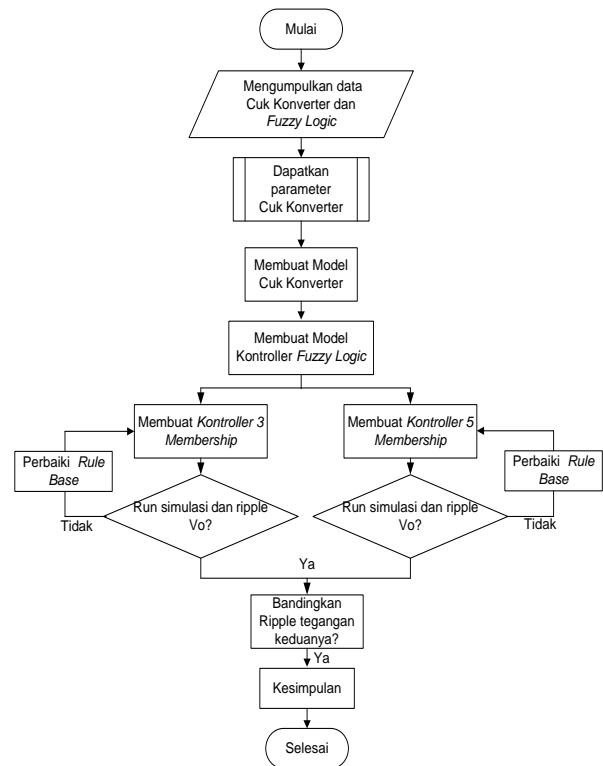 Mulai
Mengumpulkan data
Cuk Konverter dan
Fuzzy Logic
Dapatkan
parameter
Cuk Konverter
Membuat Model
Cuk Konverter
Membuat Model
Kontroller Fuzzy Logic
Membuat Kontroller 3
Membership
Membuat Kontroller 5
Membership
Perbaiki Rule
Base
Perbaiki Rule
Base
Run simulasi dan ripple
Vo?
Run simulasi dan ripple
Vo?
Tidak
Tidak
Ya
Bandingkan
Ripple tegangan
keduanya?
Ya
Kesimpulan
Selesai